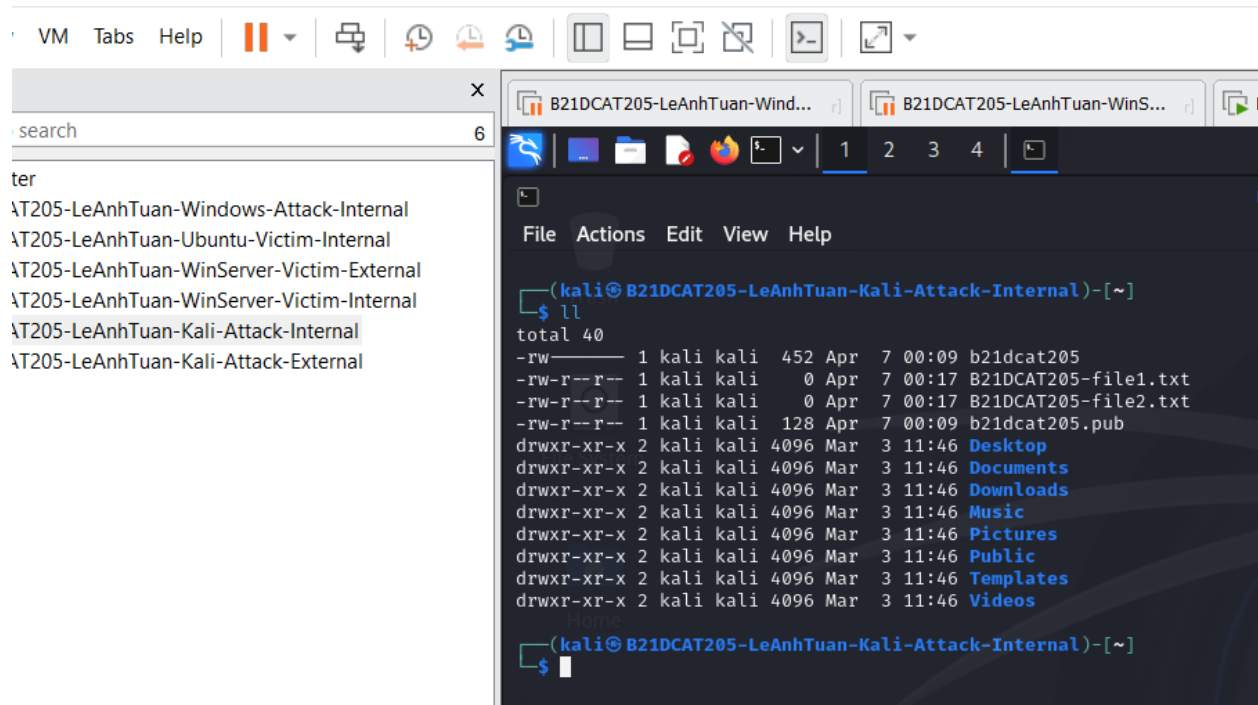 VM Tabs Help
X
search 6
ter
AT205-LeAnhTuan-Windows-Attack-Internal
AT205-LeAnhTuan-Ubuntu-Victim-Internal
AT205-LeAnhTuan-WinServer-Victim-External
AT205-LeAnhTuan-WinServer-Victim-Internal
AT205-LeAnhTuan-Kali-Attack-Internal
AT205-LeAnhTuan-Kali-Attack-External
B21DCAT205-LeAnhTuan-Wind... r] B21DCAT205-LeAnhTuan-WinS... r]
1 2 3 4
File Actions Edit View Help
┌──(kali㉿B21DCAT205-LeAnhTuan-Kali-Attack-Internal)-[~]
└─$ ll
total 40
-rw------- 1 kali kali 452 Apr 7 00:09 b21dcat205
-rw-r--r-- 1 kali kali 0 Apr 7 00:17 B21DCAT205-file1.txt
-rw-r--r-- 1 kali kali 0 Apr 7 00:17 B21DCAT205-file2.txt
-rw-r--r-- 1 kali kali 128 Apr 7 00:09 b21dcat205.pub
drwxr-xr-x 2 kali kali 4096 Mar 3 11:46 Desktop
drwxr-xr-x 2 kali kali 4096 Mar 3 11:46 Documents
drwxr-xr-x 2 kali kali 4096 Mar 3 11:46 Downloads
drwxr-xr-x 2 kali kali 4096 Mar 3 11:46 Music
drwxr-xr-x 2 kali kali 4096 Mar 3 11:46 Pictures
drwxr-xr-x 2 kali kali 4096 Mar 3 11:46 Public
drwxr-xr-x 2 kali kali 4096 Mar 3 11:46 Templates
drwxr-xr-x 2 kali kali 4096 Mar 3 11:46 Videos
Home
┌──(kali㉿B21DCAT205-LeAnhTuan-Kali-Attack-Internal)-[~]
└─$